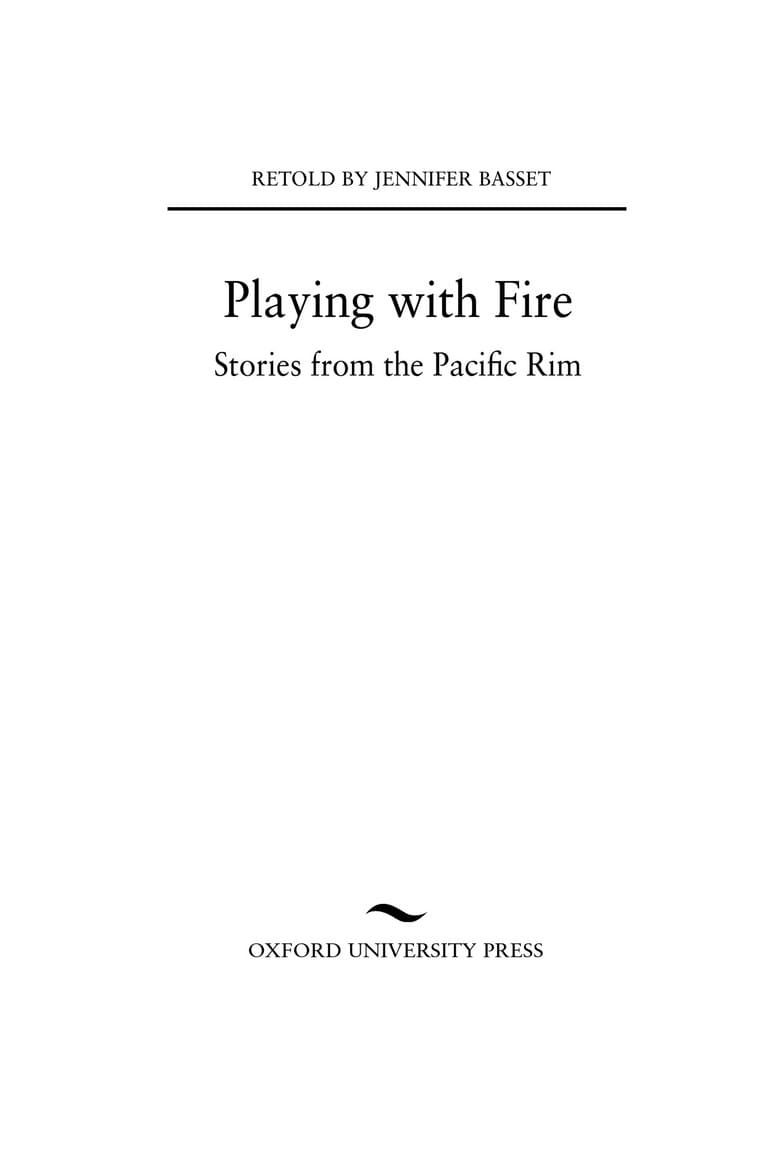 RETOLD BY JENNIFER BASSET
Playing with Fire
Stories from the Pacific Rim
OXFORD UNIVERSITY PRESS